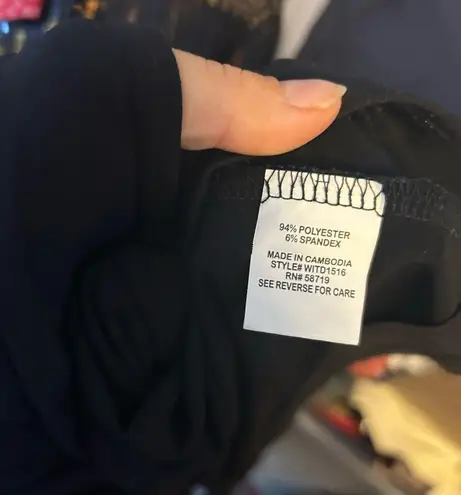 94% POLYESTER
6% SPANDEX
MADE IN CAMBODIA
STYLE# WITD1516
RN# 58719
SEE REVERSE FOR CARE